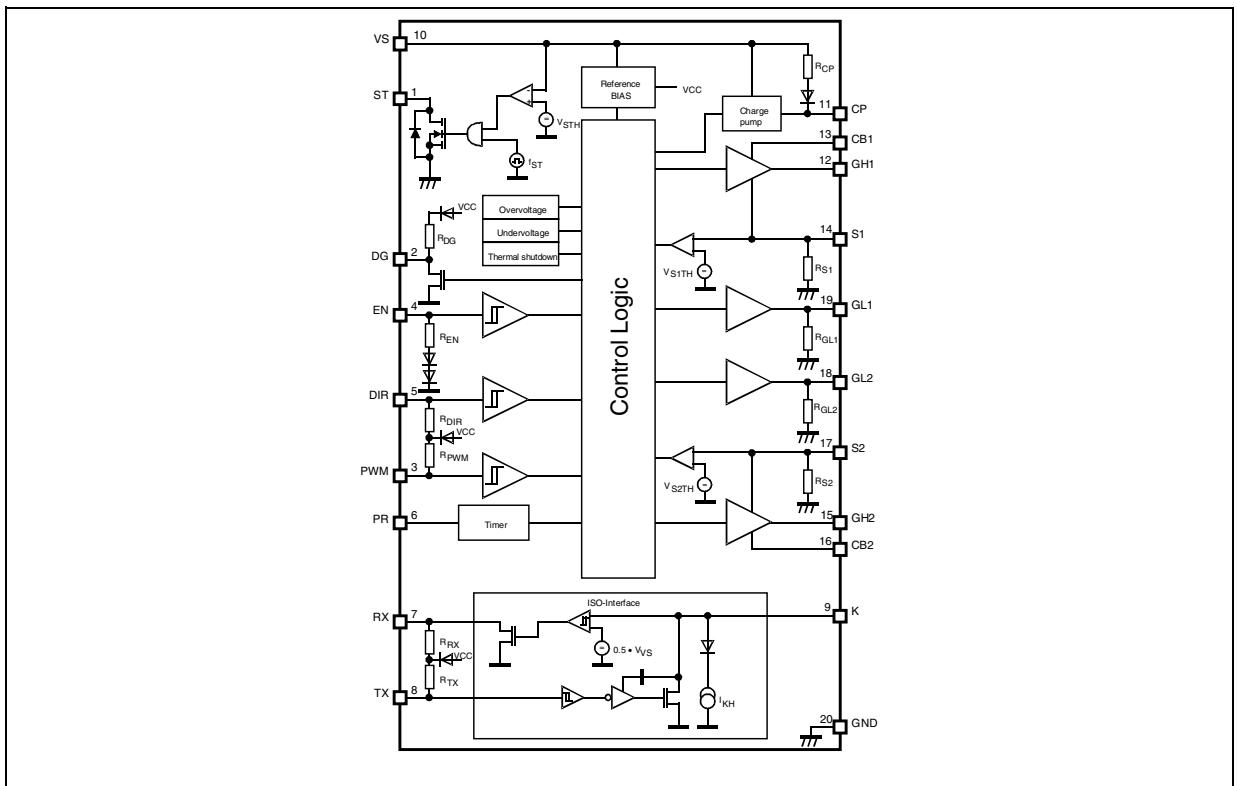 VS 10
ST 1
Reference
BIAS
VCC
RCP
Charge
pump
11 CP
13 CB1
12 GH1
VSTH
fST
VCC
RDG
DG 2
Overvoltage
Undervoltage
Thermal shutdown
Control Logic
14 S1
VS1TH
RS1
EN 4
REN
19 GL1
RGL1
18 GL2
RGL2
DIR 5
RDIR
VCC
RPWM
PWM 3
17 S2
VS2TH
RS2
PR 6
Timer
15 GH2
16 CB2
ISO-Interface
RX 7
RRX
VCC
RTX
TX 8
0.5 • VVS
9 K
IKH
20 GND